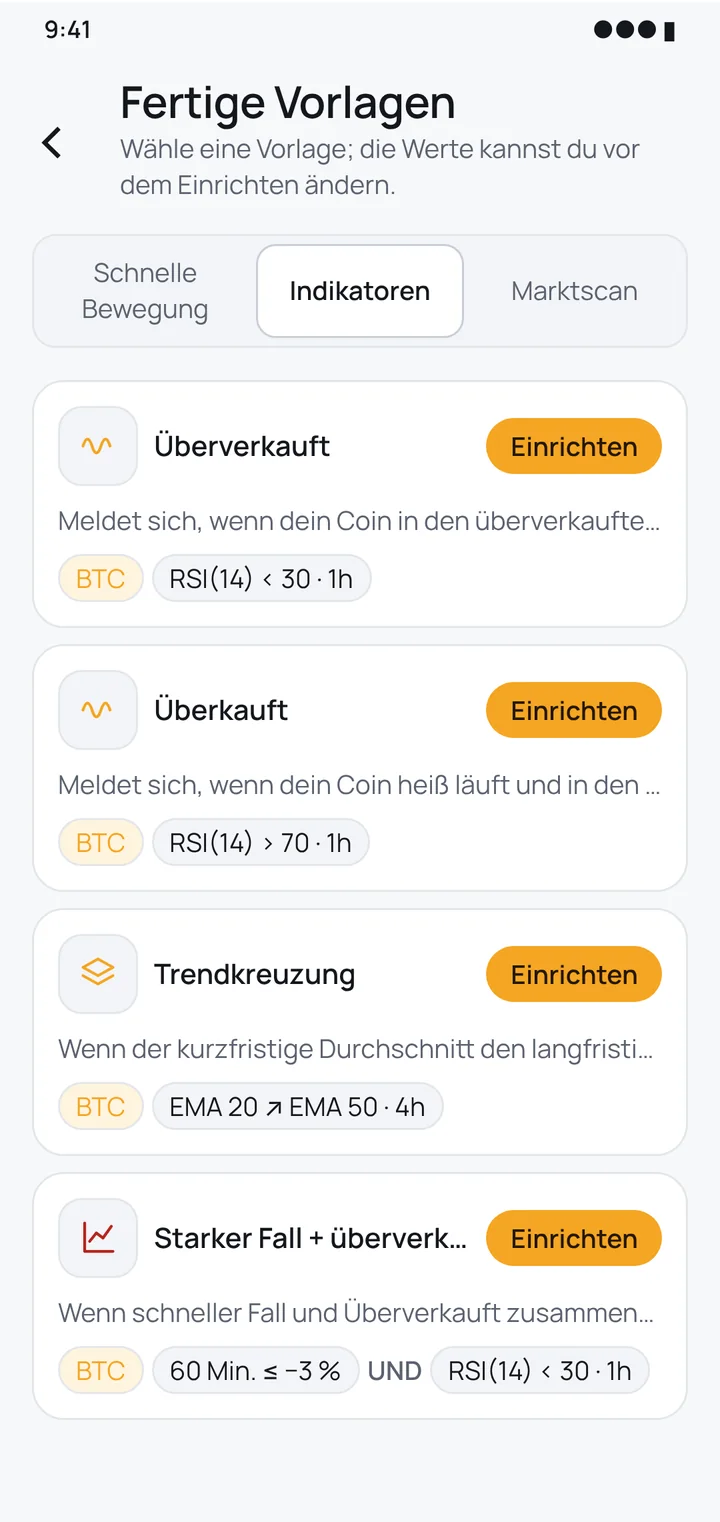 9:41
Fertige Vorlagen
Wähle eine Vorlage; die Werte kannst du vor
dem Einrichten ändern.
Schnelle
Bewegung
Indikatoren
Marktscan
Überverkauft
Einrichten
Meldet sich, wenn dein Coin in den überverkaufte…
BTC
RSI(14) < 30 · 1h
Überkauft
Einrichten
Meldet sich, wenn dein Coin heiß läuft und in den …
BTC
RSI(14) > 70 · 1h
Trendkreuzung
Einrichten
Wenn der kurzfristige Durchschnitt den langfristi…
BTC
EMA 20 ↗ EMA 50 · 4h
Starker Fall + überverk…
Einrichten
Wenn schneller Fall und Überverkauft zusammen…
BTC
60 Min. ≤ −3 %
UND
RSI(14) < 30 · 1h